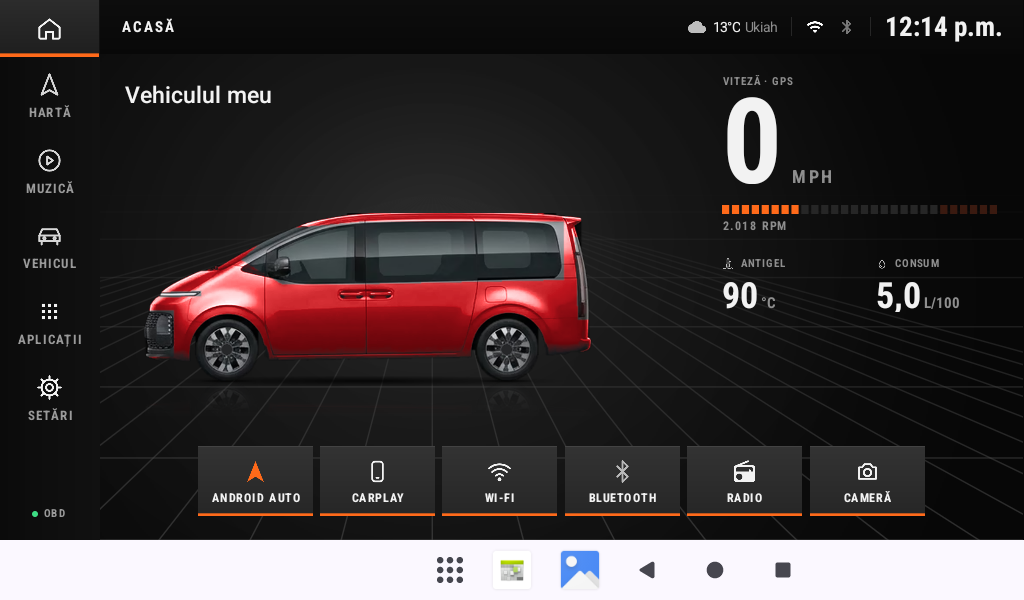 ACASĂ
13°C Ukiah
12:14 p.m.
HARTĂ
MUZICĂ
VEHICUL
APLICAȚII
SETĂRI
OBD
Vehiculul meu
VITEZĂ · GPS
0 MPH
2.018 RPM
ANTIGEL
90 °C
CONSUM
5,0 L/100
ANDROID AUTO
CARPLAY
WI-FI
BLUETOOTH
RADIO
CAMERĂ